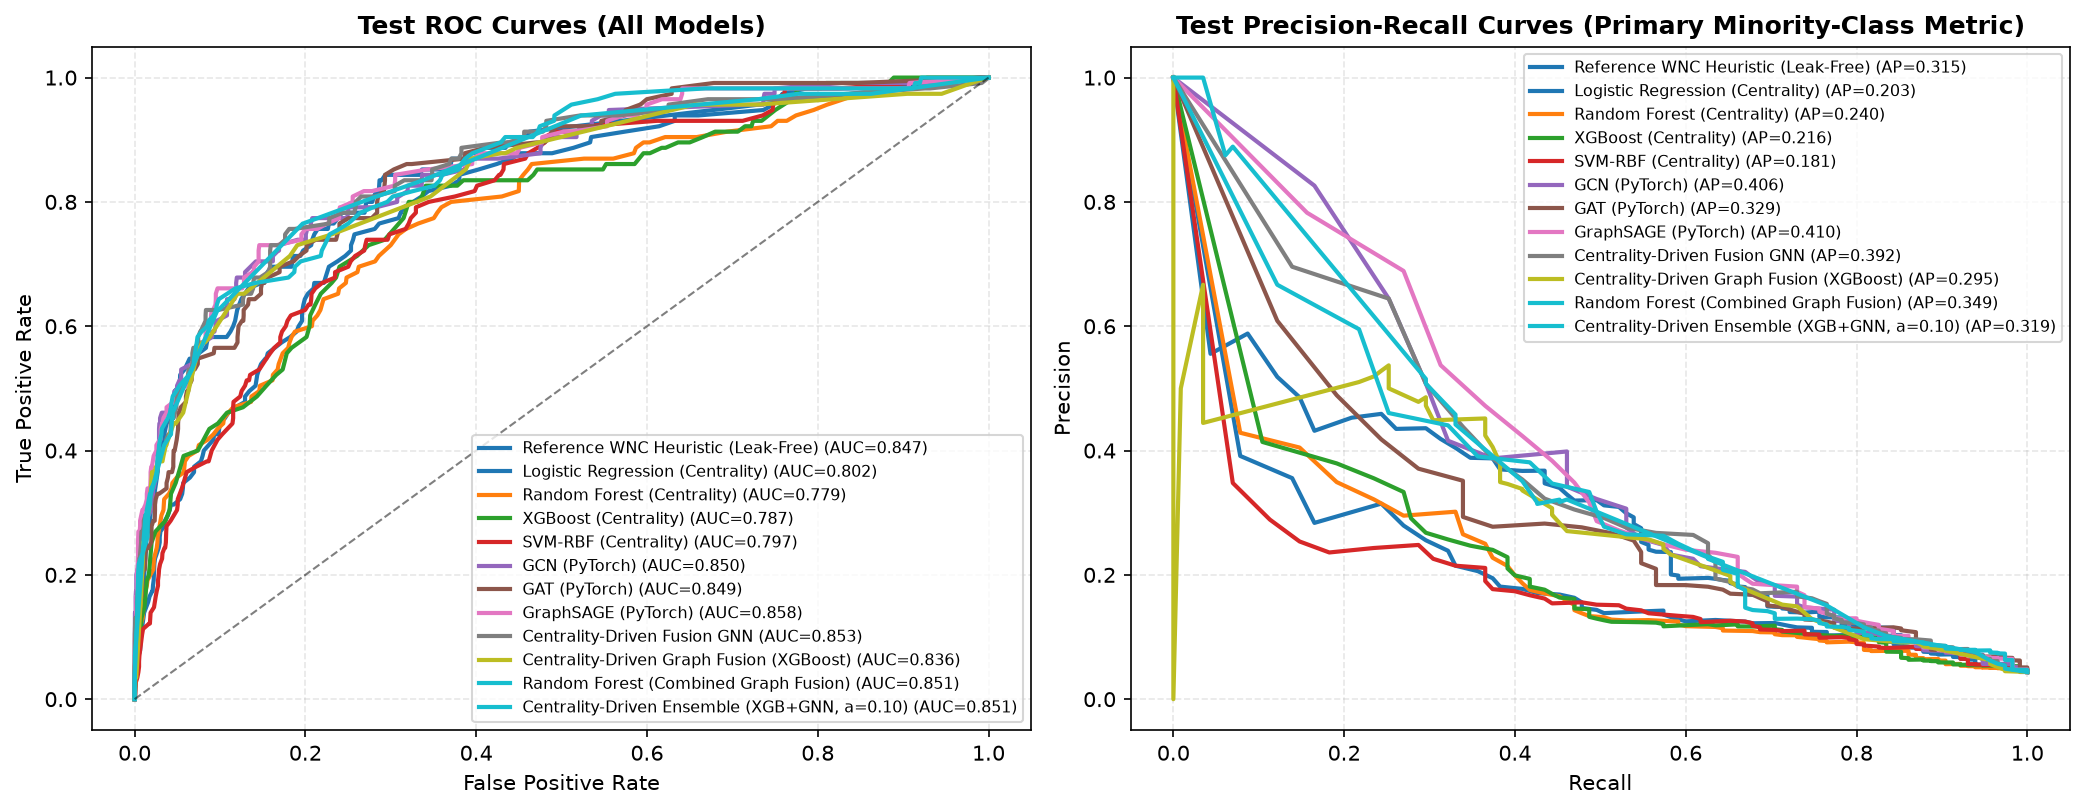 Test ROC Curves (All Models)
True Positive Rate
1.0
0.8
0.6
0.4
0.2
0.0
Reference WNC Heuristic (Leak-Free) (AUC=0.847)
Logistic Regression (Centrality) (AUC=0.802)
Random Forest (Centrality) (AUC=0.779)
XGBoost (Centrality) (AUC=0.787)
SVM-RBF (Centrality) (AUC=0.797)
GCN (PyTorch) (AUC=0.850)
GAT (PyTorch) (AUC=0.849)
GraphSAGE (PyTorch) (AUC=0.858)
Centrality-Driven Fusion GNN (AUC=0.853)
Centrality-Driven Graph Fusion (XGBoost) (AUC=0.836)
Random Forest (Combined Graph Fusion) (AUC=0.851)
Centrality-Driven Ensemble (XGB+GNN, a=0.10) (AUC=0.851)
0.0 0.2 0.4 0.6 0.8 1.0
False Positive Rate
Test Precision-Recall Curves (Primary Minority-Class Metric)
Precision
1.0
0.8
0.6
0.4
0.2
0.0
Reference WNC Heuristic (Leak-Free) (AP=0.315)
Logistic Regression (Centrality) (AP=0.203)
Random Forest (Centrality) (AP=0.240)
XGBoost (Centrality) (AP=0.216)
SVM-RBF (Centrality) (AP=0.181)
GCN (PyTorch) (AP=0.406)
GAT (PyTorch) (AP=0.329)
GraphSAGE (PyTorch) (AP=0.410)
Centrality-Driven Fusion GNN (AP=0.392)
Centrality-Driven Graph Fusion (XGBoost) (AP=0.295)
Random Forest (Combined Graph Fusion) (AP=0.349)
Centrality-Driven Ensemble (XGB+GNN, a=0.10) (AP=0.319)
0.0 0.2 0.4 0.6 0.8 1.0
Recall